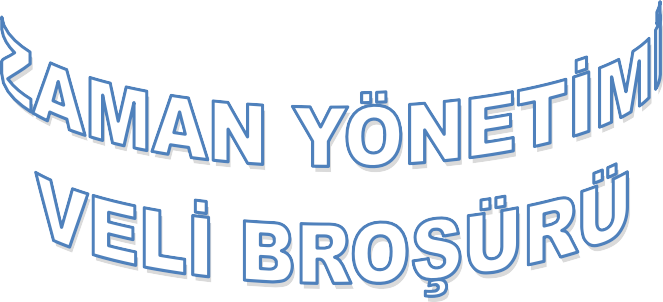 ZAMAN YÖNETİMİ
VELİ BROŞÜRÜ